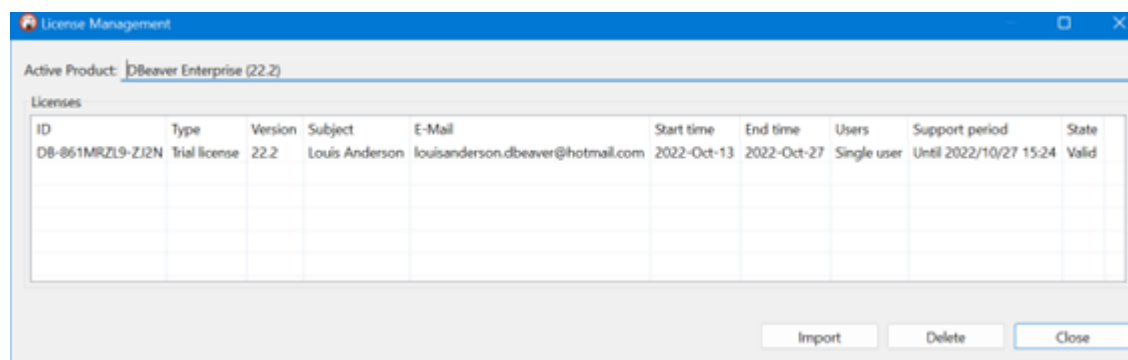 License Management
Active Product: DBeaver Enterprise (22.2)
Licenses
ID Type Version Subject E-Mail Start time End time Users Support period State
DB-861MRZL9-ZJ2N Trial license 22.2 Louis Anderson louisanderson.dbeaver@hotmail.com 2022-Oct-13 2022-Oct-27 Single user Until 2022/10/27 15:24 Valid
Import Delete Close